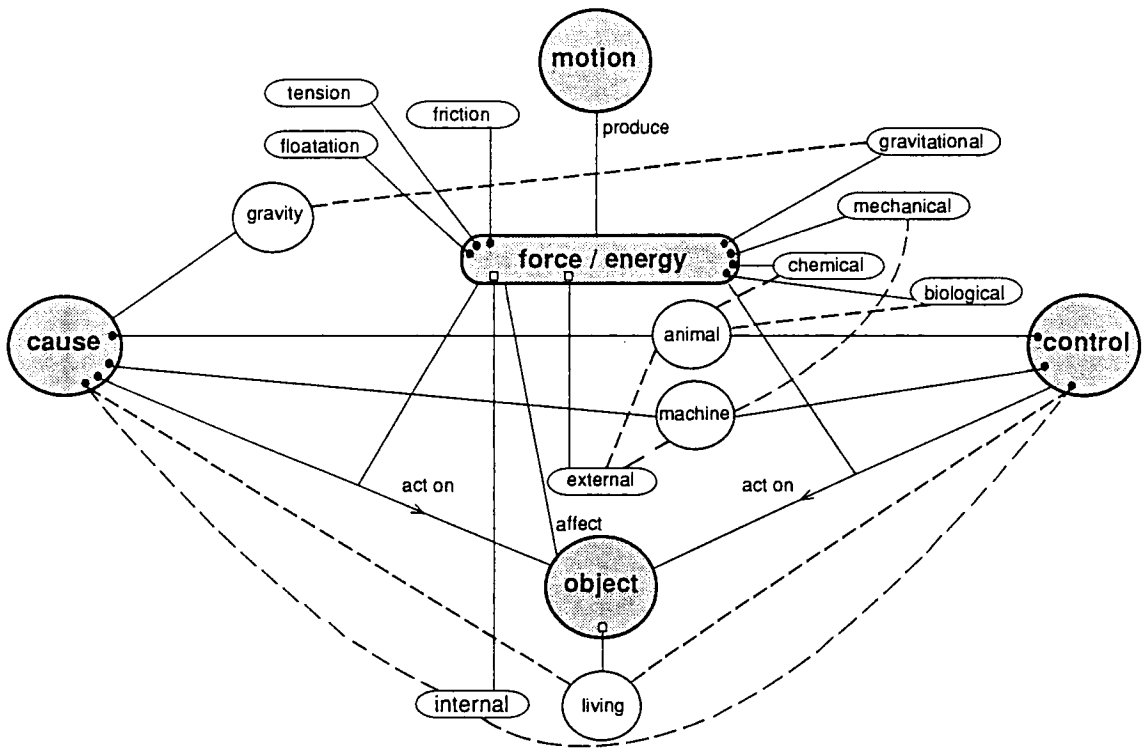 motion
tension
friction
produce
floatation
gravitational
gravity
mechanical
force / energy
chemical
biological
cause
animal
control
machine
act on
external
act on
affect
object
internal
living